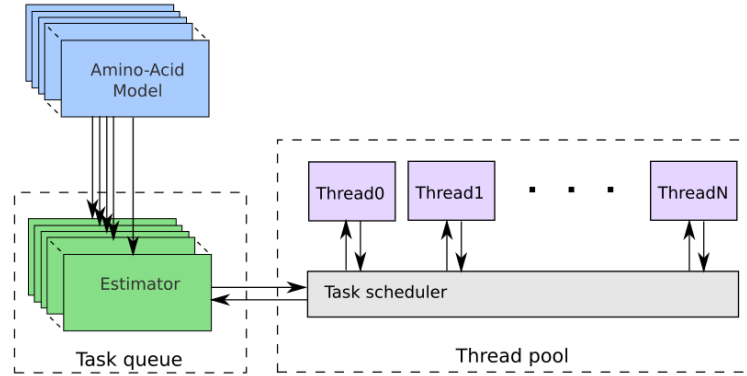 Amino-Acid
Model
Thread0
Thread1
ThreadN
Estimator
Task scheduler
Task queue
Thread pool